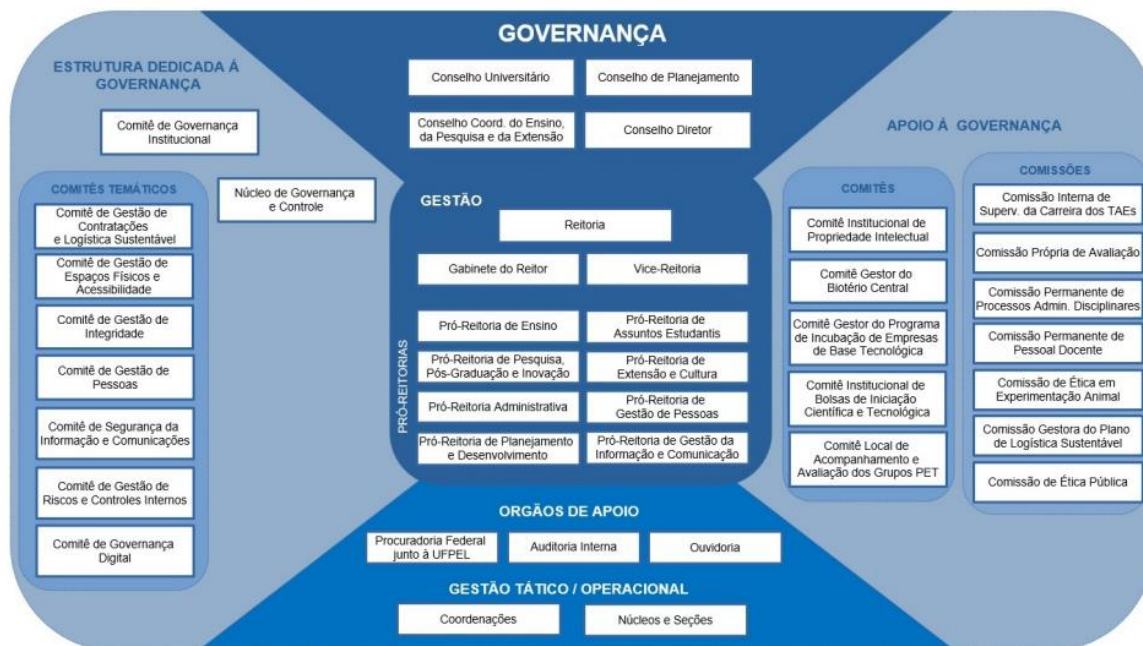 GOVERNANÇA
Conselho Universitário
Conselho de Planejamento
Conselho Coord. do Ensino,
da Pesquisa e da Extensão
Conselho Diretor
ESTRUTURA DEDICADA Á
GOVERNANÇA
Comitê de Governança
Institucional
Núcleo de Governança
e Controle
COMITÊS TEMÁTICOS
Comitê de Gestão de
Contratações
e Logística Sustentável
Comitê de Gestão de
Espaços Físicos e
Acessibilidade
Comitê de Gestão de
Integridade
Comitê de Gestão de
Pessoas
Comitê de Segurança da
Informação e Comunicações
Comitê de Gestão de
Riscos e Controles Internos
Comitê de Governança
Digital
GESTÃO
Reitoria
Gabinete do Reitor
Vice-Reitoria
PRÓ-REITORIAS
Pró-Reitoria de Ensino
Pró-Reitoria de
Assuntos Estudantis
Pró-Reitoria de Pesquisa,
Pós-Graduação e Inovação
Pró-Reitoria de
Extensão e Cultura
Pró-Reitoria Administrativa
Pró-Reitoria de
Gestão de Pessoas
Pró-Reitoria de Planejamento
e Desenvolvimento
Pró-Reitoria de Gestão da
Informação e Comunicação
APOIO Á GOVERNANÇA
COMITÊS
Comitê Institucional de
Propriedade Intelectual
Comitê Gestor do
Biotério Central
Comitê Gestor do Programa
de Incubação de Empresas
de Base Tecnológica
Comitê Institucional de
Bolsas de Iniciação
Científica e Tecnológica
Comitê Local de
Acompanhamento e
Avaliação dos Grupos PET
COMISSÕES
Comissão Interna de
Superv. da Carreira dos TAEs
Comissão Própria de Avaliação
Comissão Permanente de
Processos Admin. Disciplinares
Comissão Permanente de
Pessoal Docente
Comissão de Ética em
Experimentação Animal
Comissão Gestora do Plano
de Logística Sustentável
Comissão de Ética Pública
ORGÃOS DE APOIO
Procuradoria Federal
junto à UFPEL
Auditoria Interna
Ouvidoria
GESTÃO TÁTICO / OPERACIONAL
Coordenações
Núcleos e Seções